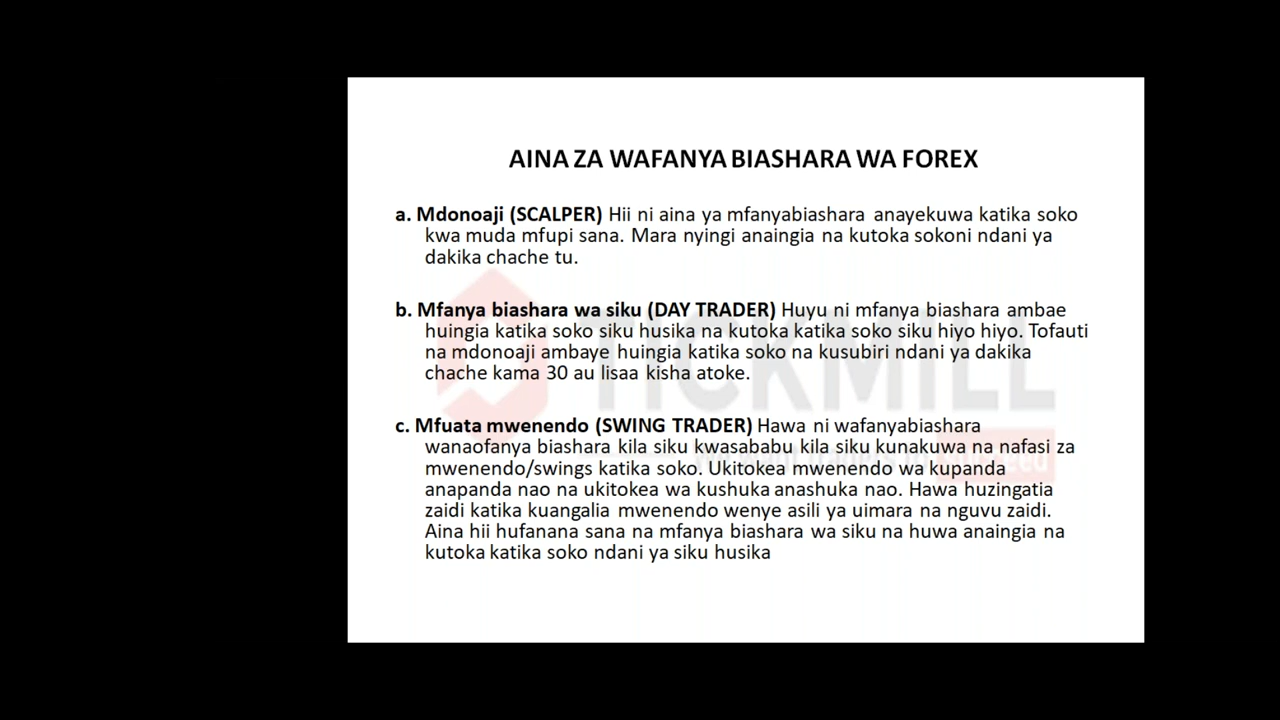 AINA ZA WAFANYA BIASHARA WA FOREX
a. Mdonoaji (SCALPER) Hii ni aina ya mfanyabiashara anayekuwa katika soko
kwa muda mfupi sana. Mara nyingi anaingia na kutoka sokoni ndani ya
dakika chache tu.
b. Mfanya biashara wa siku (DAY TRADER) Huyu ni mfanya biashara ambae
huingia katika soko siku husika na kutoka katika soko siku hiyo hiyo. Tofauti
na mdonoaji ambaye huingia katika soko na kusubiri ndani ya dakika
chache kama 30 au lisaa kisha atoke.
TICKMILL
c. Mfuata mwenendo (SWING TRADER) Hawa ni wafanyabiashara
wanaofanya biashara kila siku kwasababu kila siku kunakuwa na nafasi za
mwenendo/swings katika soko. Ukitokea mwenendo wa kupanda
anapanda nao na ukitokea wa kushuka anashuka nao. Hawa huzingatia
zaidi katika kuangalia mwenendo wenye asili ya uimara na nguvu zaidi.
Aina hii hufanana sana na mfanya biashara wa siku na huwa anaingia na
kutoka katika soko ndani ya siku husika